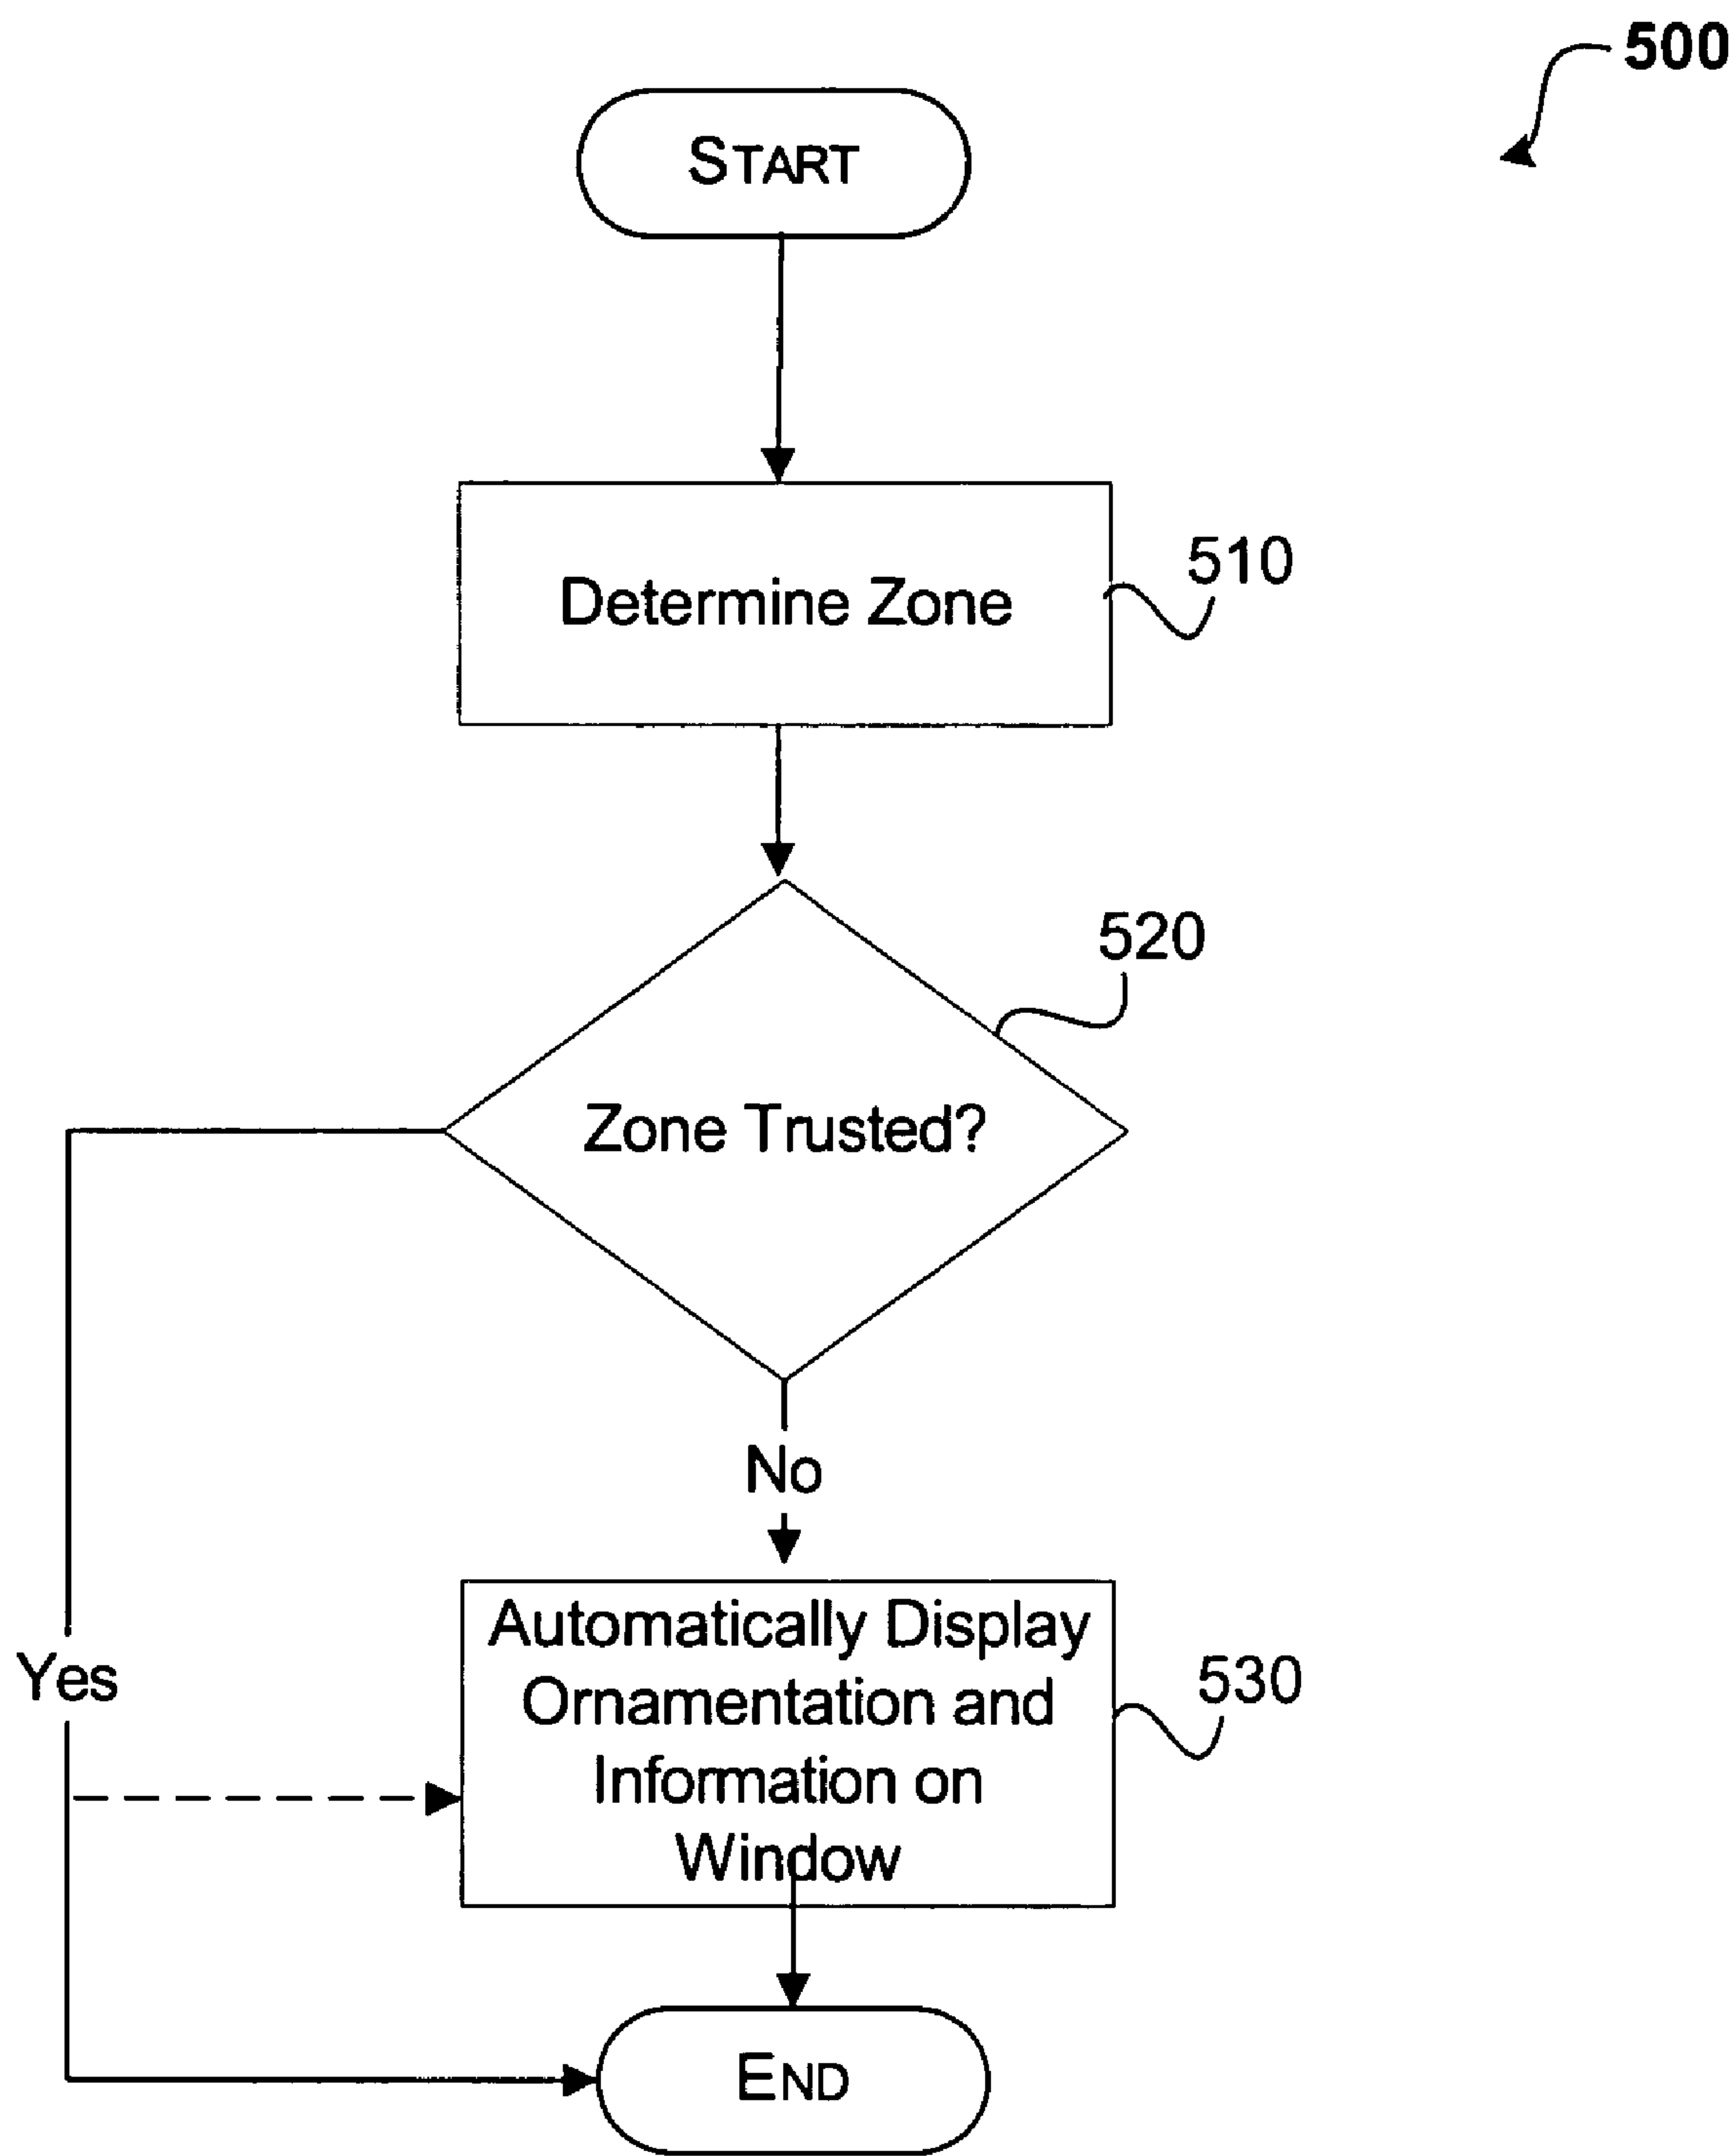 500
START
Determine Zone
510
520
Zone Trusted?
No
Automatically Display
Ornamentation and
Information on
Window
530
Yes
END